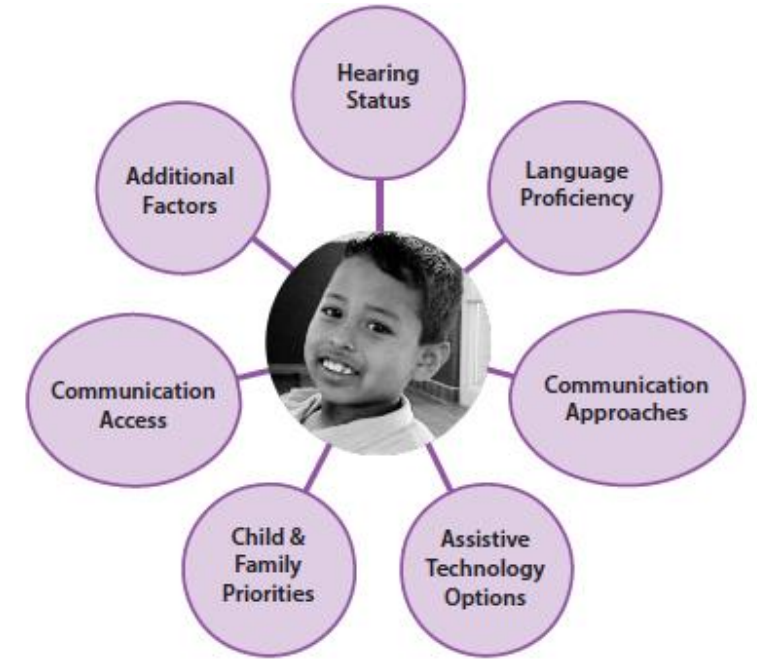 Hearing
Status
Language
Proficiency
Communication
Approaches
Assistive
Technology
Options
Child &
Family
Priorities
Communication
Access
Additional
Factors